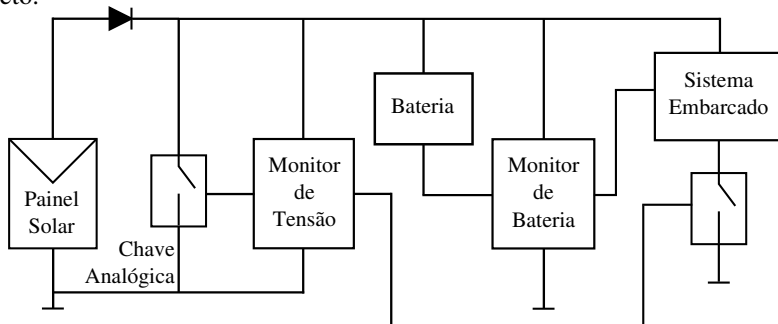 Sistema
Embarcado
Bateria
Monitor
de
Tensão
Monitor
de
Bateria
Painel
Solar
Chave
Analógica